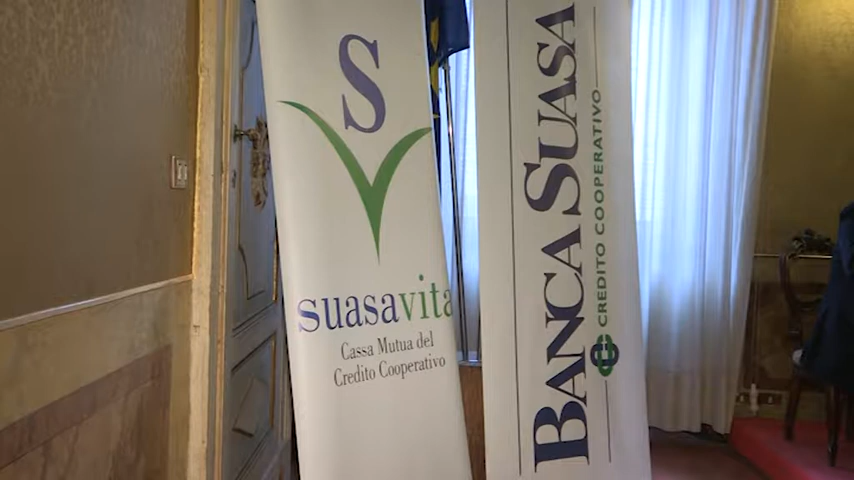 S
suasavita
Cassa Mutua del
Credito Cooperativo
BANCA SUASA
CREDITO COOPERATIVO